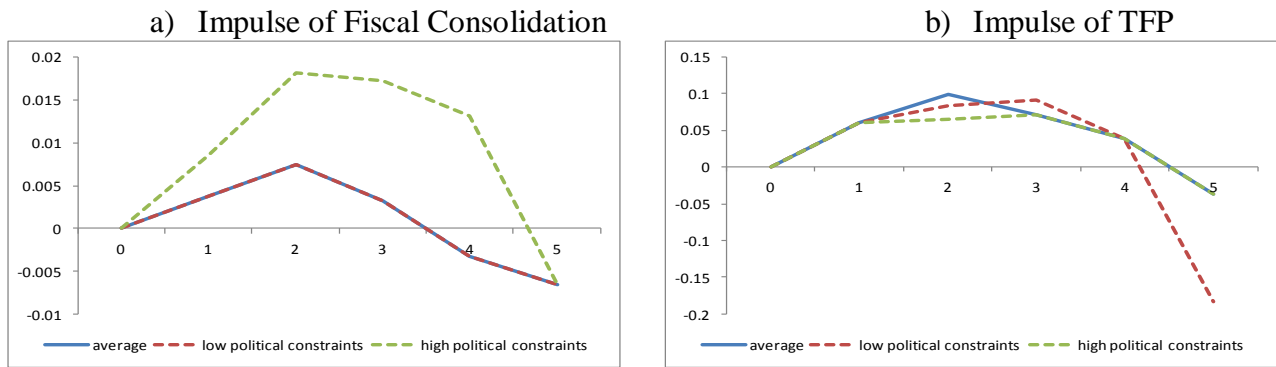 a) Impulse of Fiscal Consolidation
0.02
0.015
0.01
0.005
0
-0.005
-0.01
0 1 2 3 4 5
average low political constraints high political constraints
b) Impulse of TFP
0.1
0.05
0
-0.05
-0.1
-0.15
-0.2
0 1 2 3 4 5
average low political constraints high political constraints